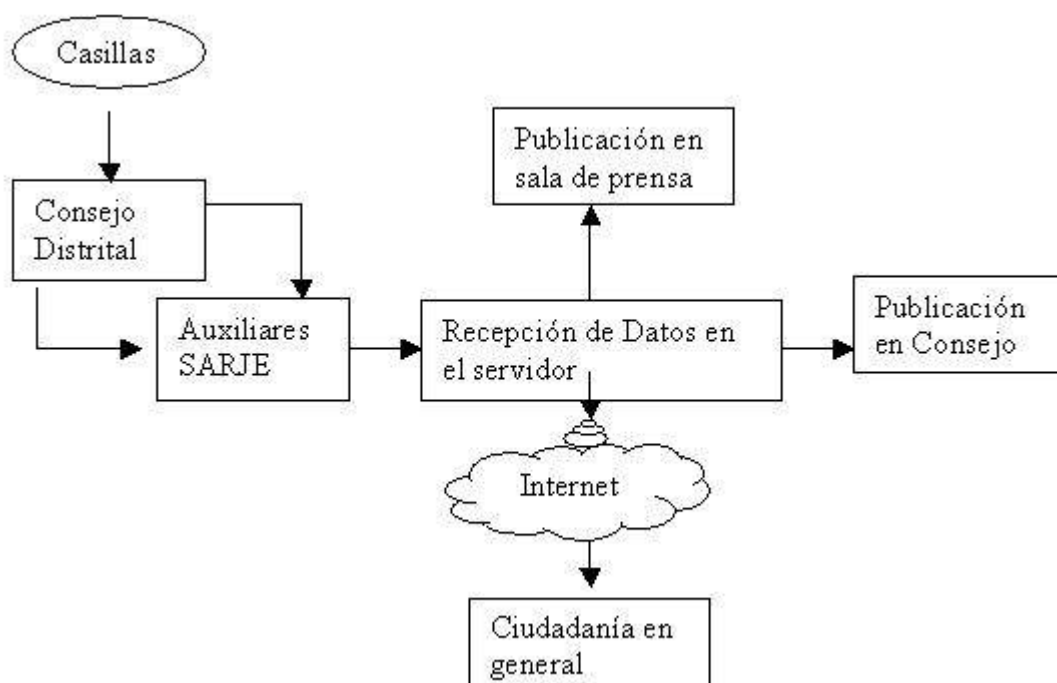 Casillas
Publicación en
sala de prensa
Consejo
Distrital
Auxiliares
SARJE
Recepción de Datos en
el servidor
Publicación
en Consejo
Internet
Ciudadanía en
general